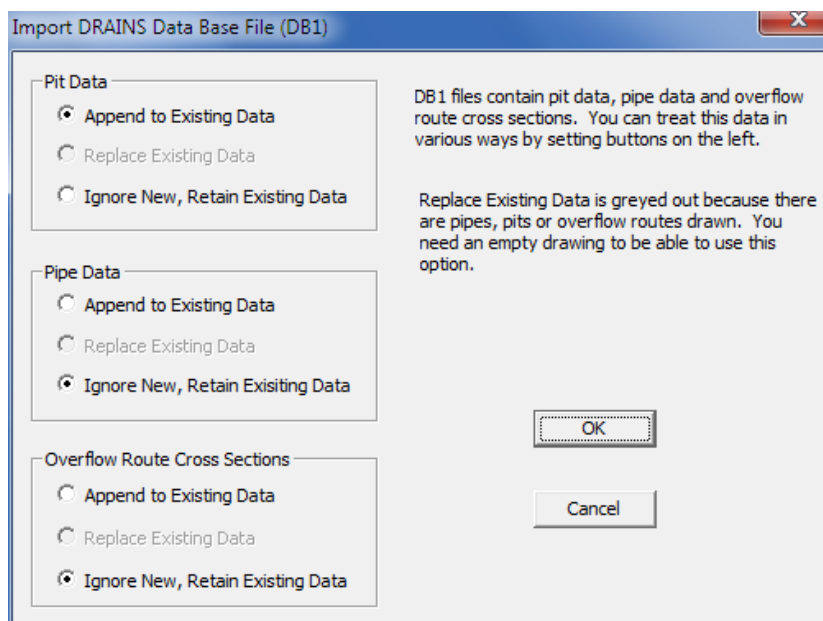 Import DRAINS Data Base File (DB1)
Pit Data
Append to Existing Data
Replace Existing Data
Ignore New, Retain Existing Data
DB1 files contain pit data, pipe data and overflow
route cross sections. You can treat this data in
various ways by setting buttons on the left.
Replace Existing Data is greyed out because there
are pipes, pits or overflow routes drawn. You
need an empty drawing to be able to use this
option.
Pipe Data
Append to Existing Data
Replace Existing Data
Ignore New, Retain Exisiting Data
Overflow Route Cross Sections
Append to Existing Data
Replace Existing Data
Ignore New, Retain Existing Data
OK
Cancel